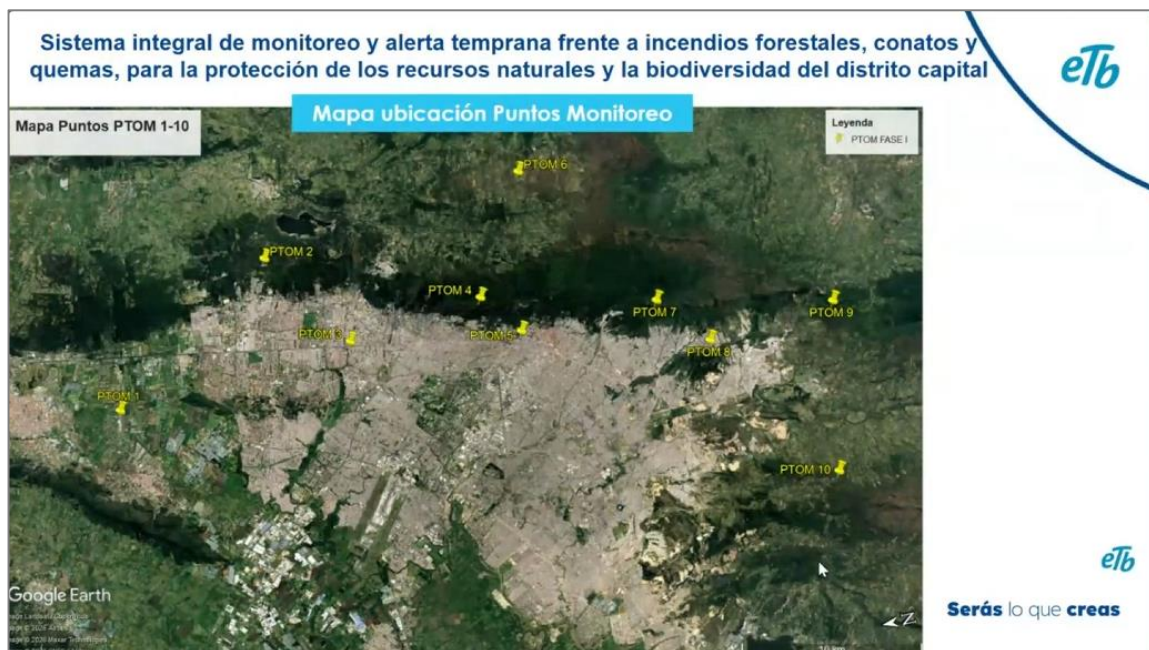 Sistema integral de monitoreo y alerta temprana frente a incendios forestales, conatos y
quemas, para la protección de los recursos naturales y la biodiversidad del distrito capital
eTb
Mapa ubicación Puntos Monitoreo
Mapa Puntos PTOM 1-10
Leyenda
PTOM FASE I
PTOM 6
PTOM 2
PTOM 4
PTOM 7
PTOM 9
PTOM 3
PTOM 5
PTOM 8
PTOM 1
PTOM 10
eTb
Google Earth
Serás lo que creas
Z
10 km